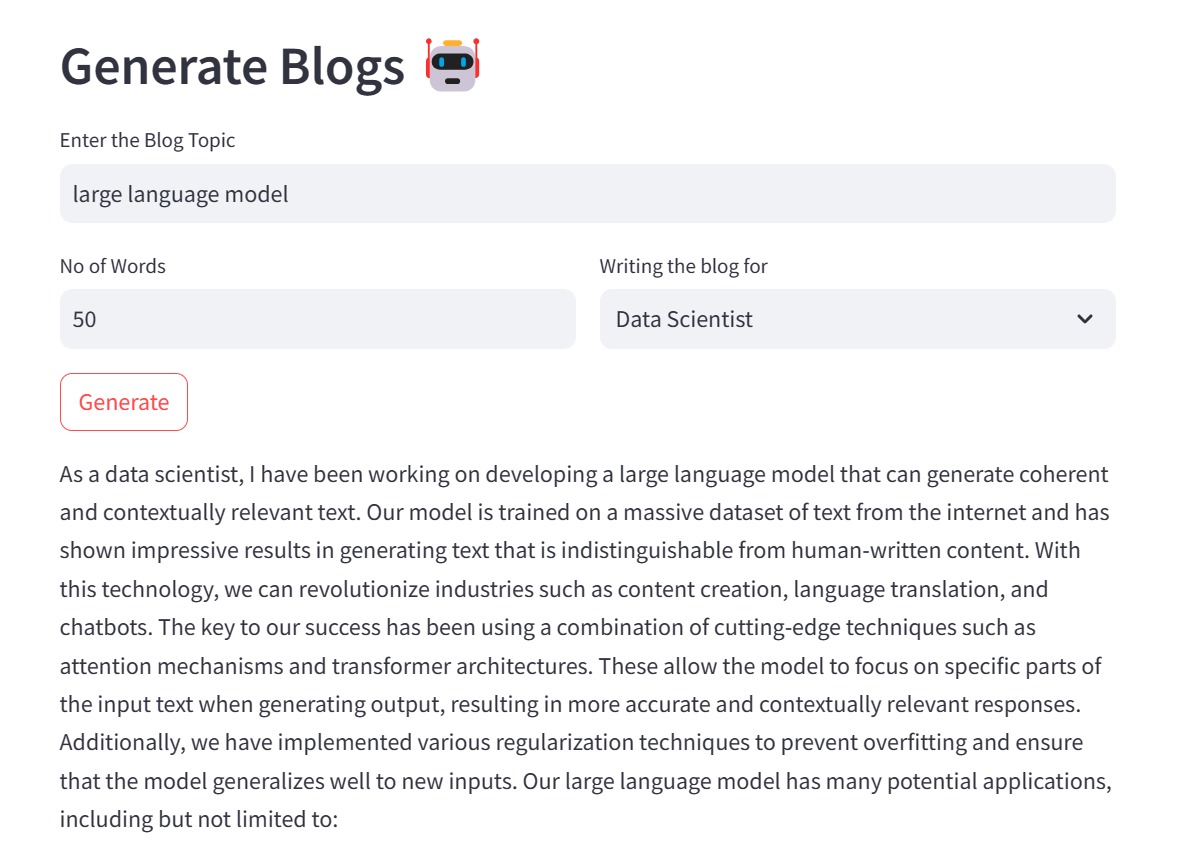 Generate Blogs
Enter the Blog Topic
large language model
No of Words
Writing the blog for
50
Data Scientist
Generate
As a data scientist, I have been working on developing a large language model that can generate coherent
and contextually relevant text. Our model is trained on a massive dataset of text from the internet and has
shown impressive results in generating text that is indistinguishable from human-written content. With
this technology, we can revolutionize industries such as content creation, language translation, and
chatbots. The key to our success has been using a combination of cutting-edge techniques such as
attention mechanisms and transformer architectures. These allow the model to focus on specific parts of
the input text when generating output, resulting in more accurate and contextually relevant responses.
Additionally, we have implemented various regularization techniques to prevent overfitting and ensure
that the model generalizes well to new inputs. Our large language model has many potential applications,
including but not limited to: